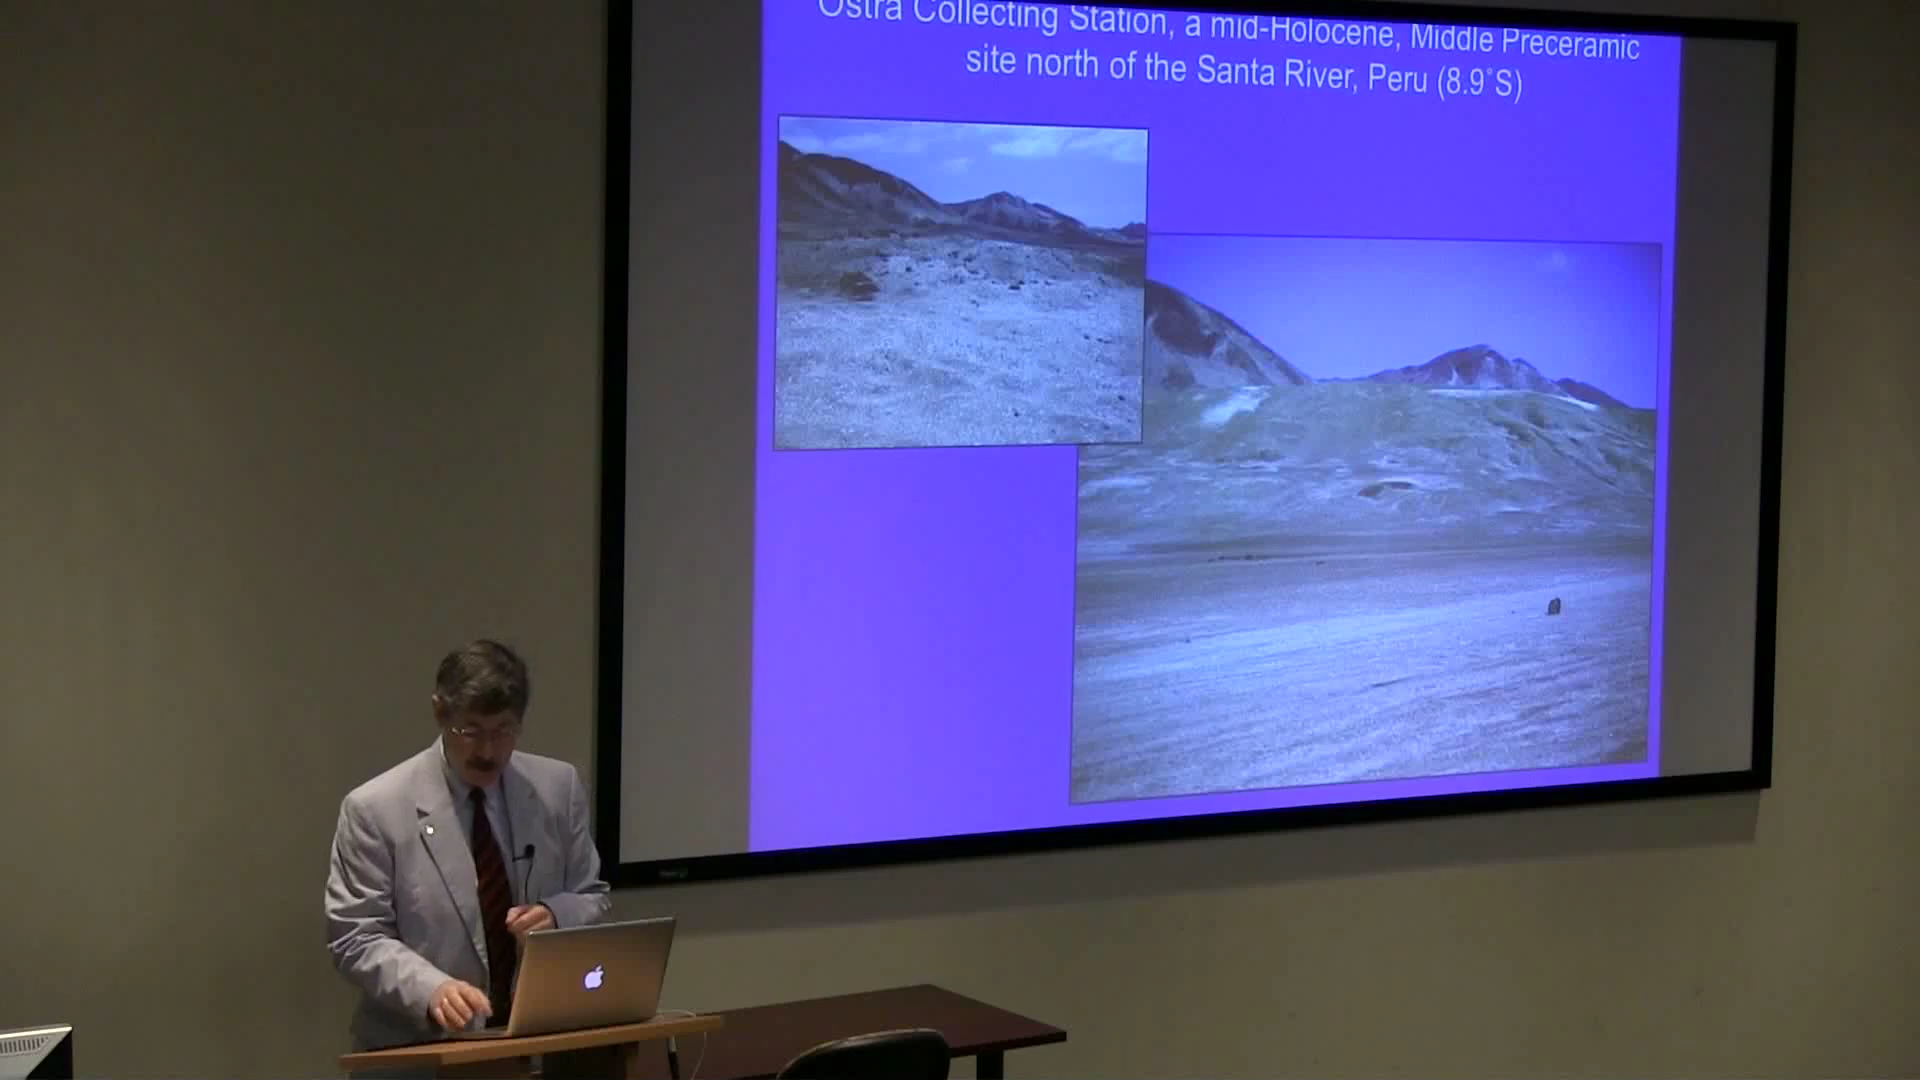 Ostra Collecting Station, a mid-Holocene, Middle Preceramic
site north of the Santa River, Peru (8.9°S)